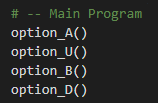 # -- Main Program
option_A()
option_U()
option_B()
option_D()